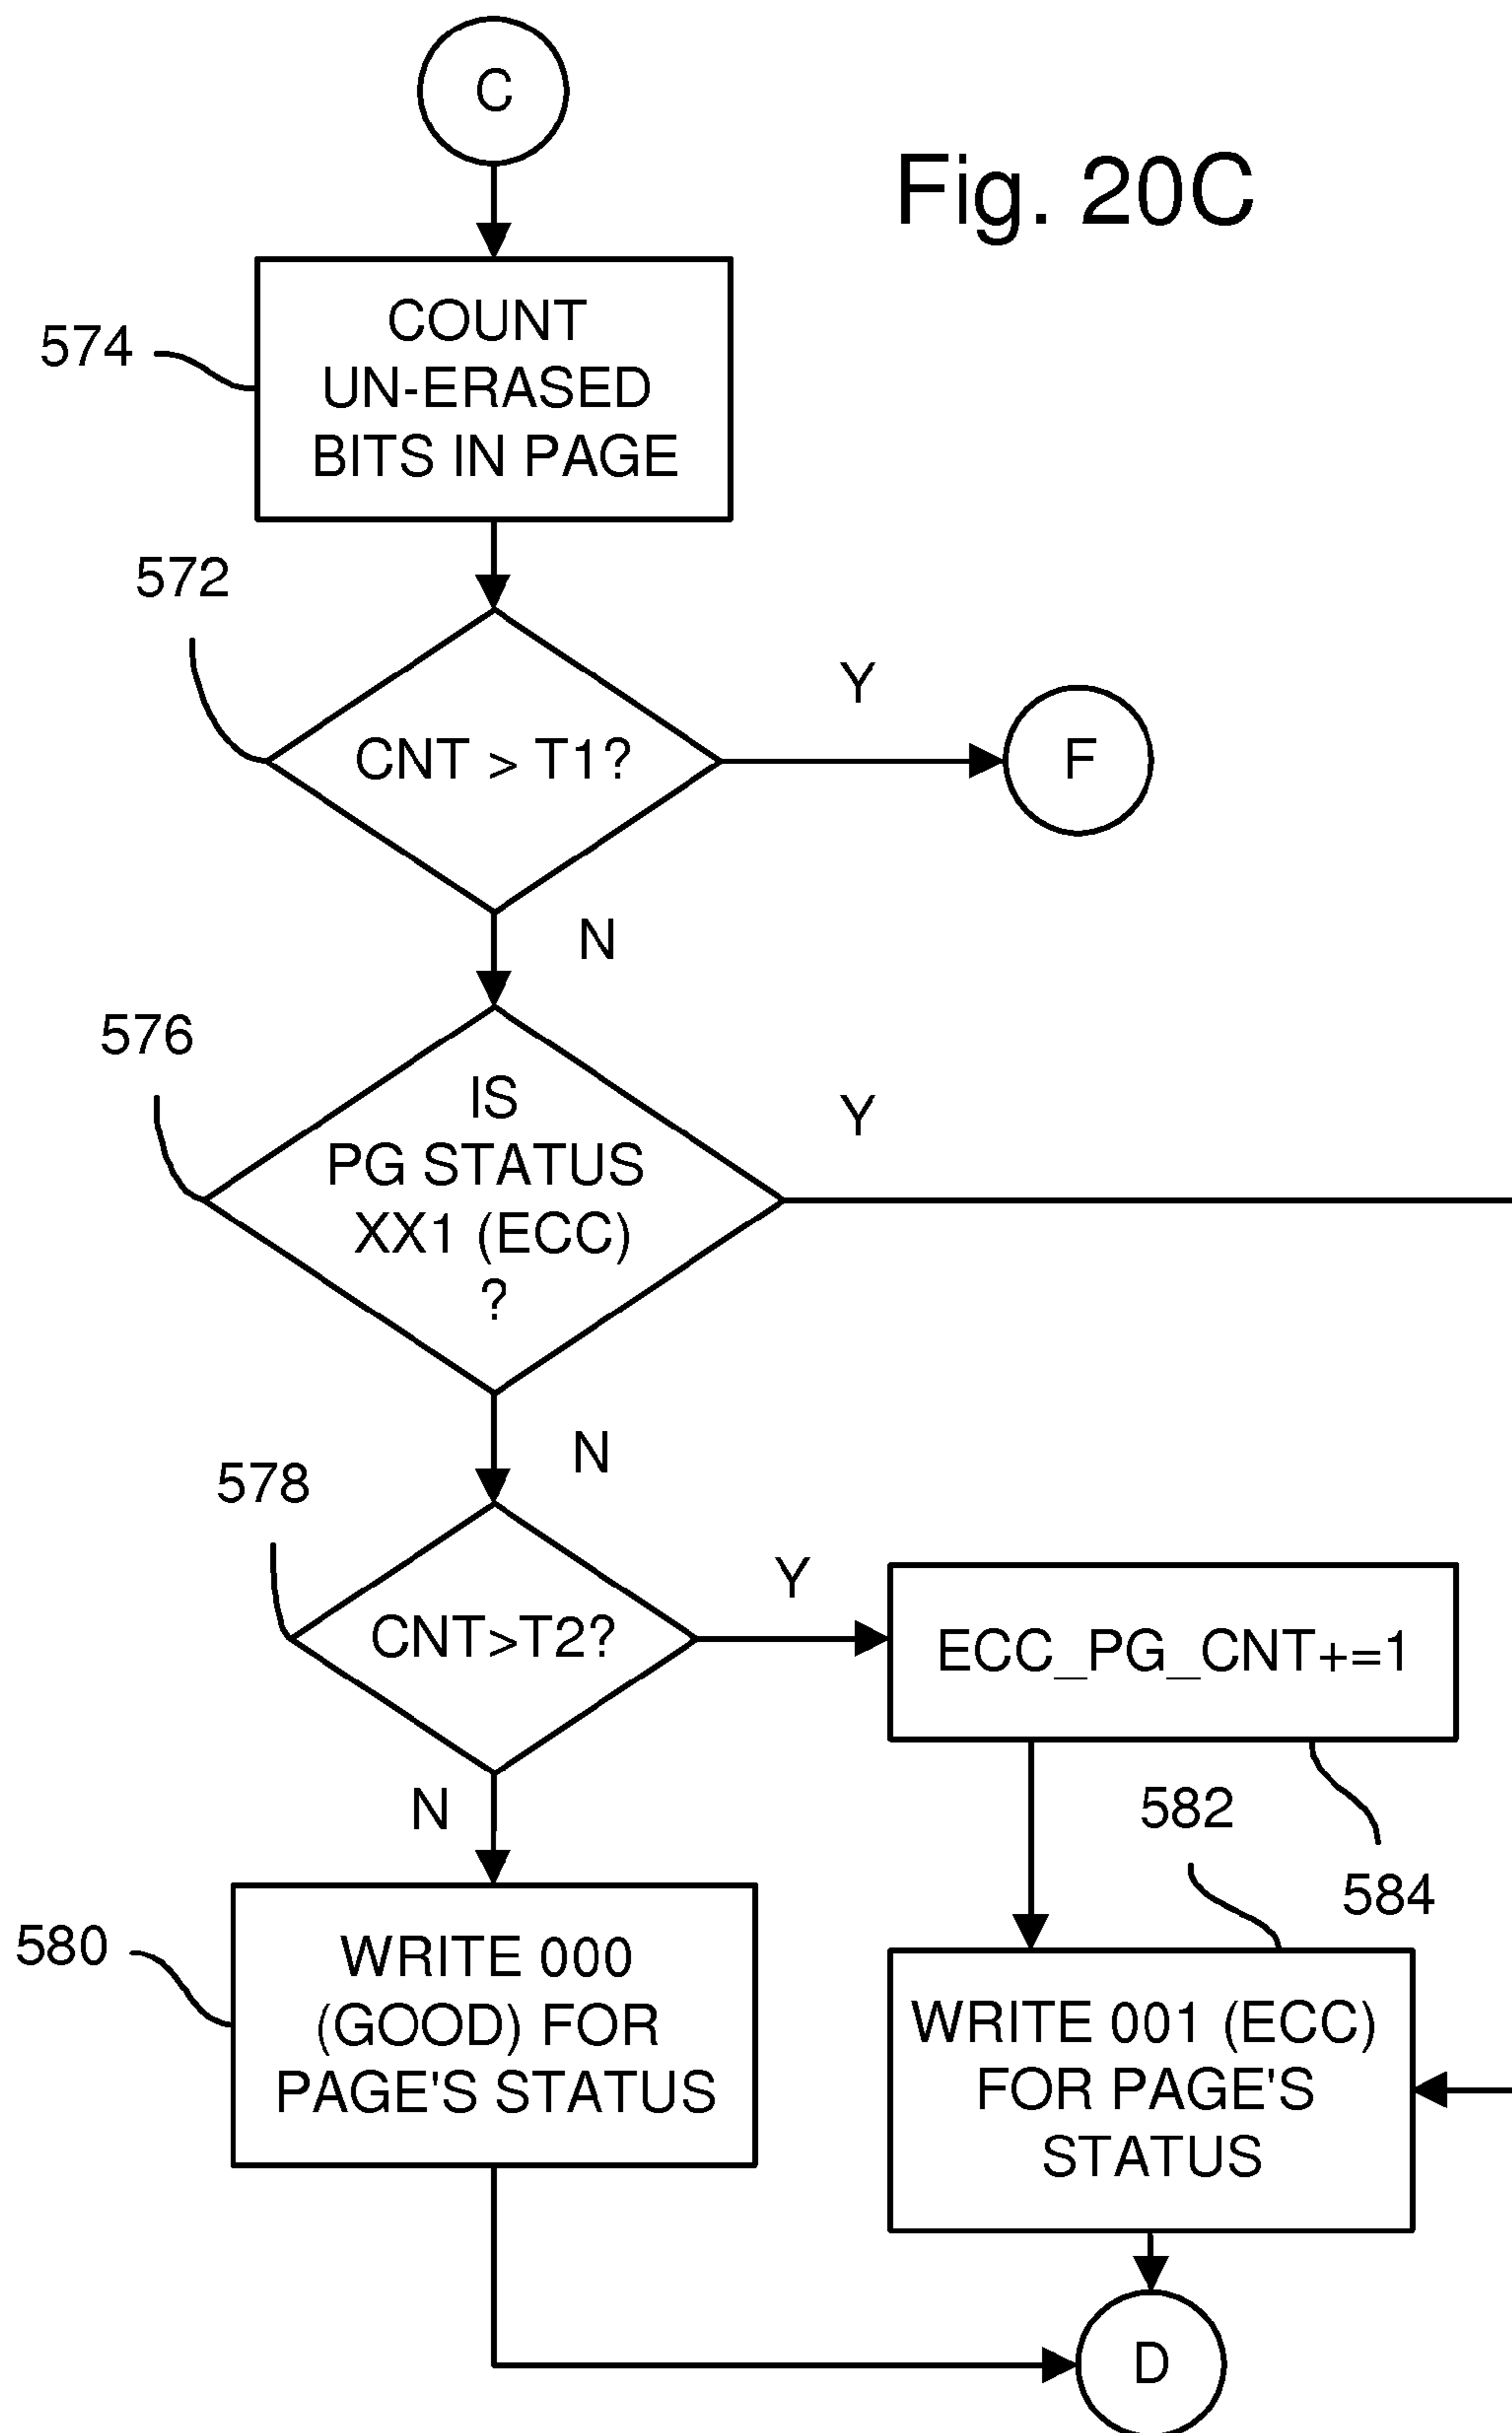 C
Fig. 20C
574
COUNT
UN-ERASED
BITS IN PAGE
572
CNT > T1?
Y
F
N
576
IS
PG STATUS
XX1 (ECC)
?
Y
N
578
CNT>T2?
Y
ECC_PG_CNT+=1
N
582
584
580
WRITE 000
(GOOD) FOR
PAGE'S STATUS
WRITE 001 (ECC)
FOR PAGE'S
STATUS
D